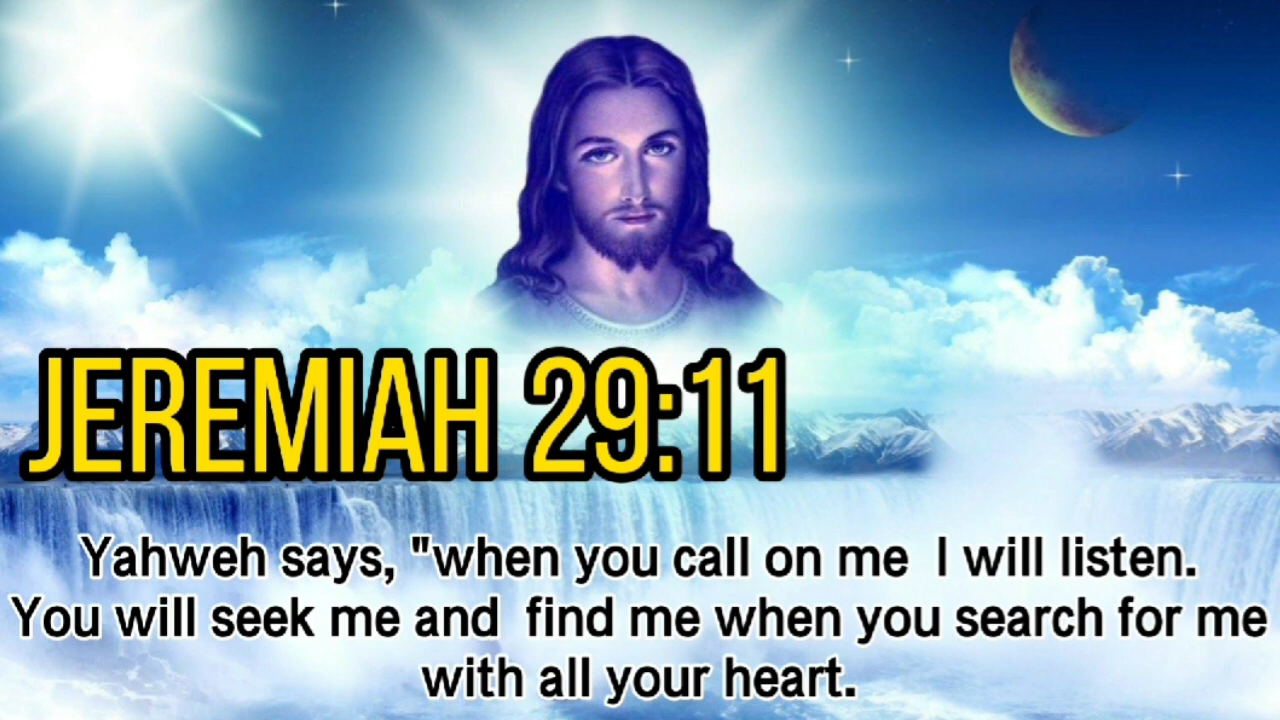 JEREMIAH 29:11
Yahweh says, "when you call on me I will listen.
You will seek me and find me when you search for me
with all your heart.